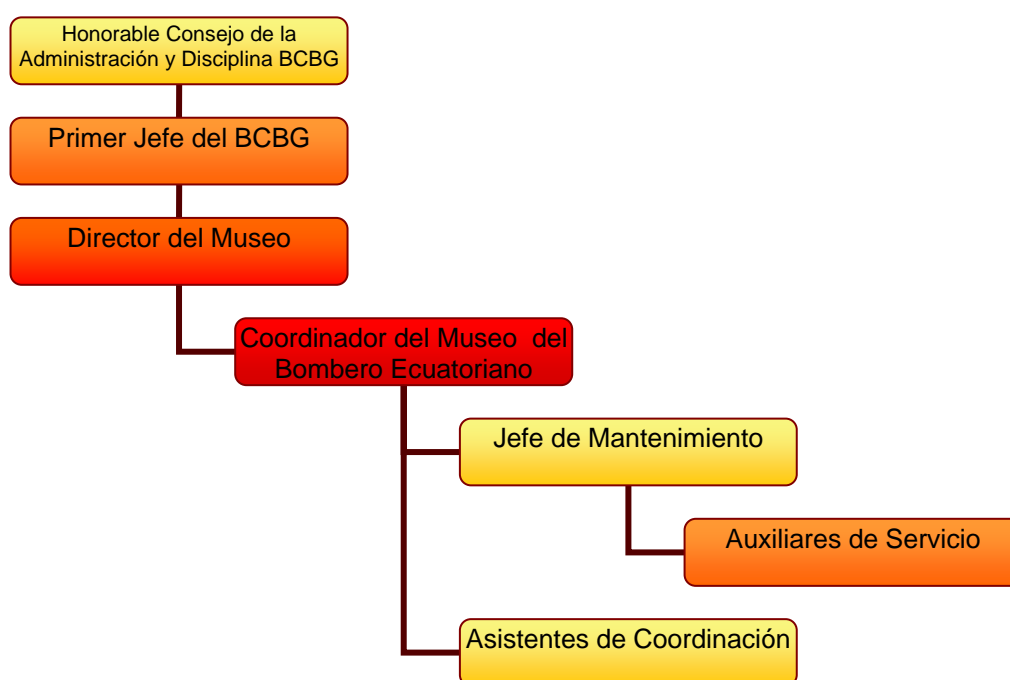 Honorable Consejo de la
Administración y Disciplina BCBG
Primer Jefe del BCBG
Director del Museo
Coordinador del Museo  del
Bombero Ecuatoriano
Jefe de Mantenimiento
Auxiliares de Servicio
Asistentes de Coordinación